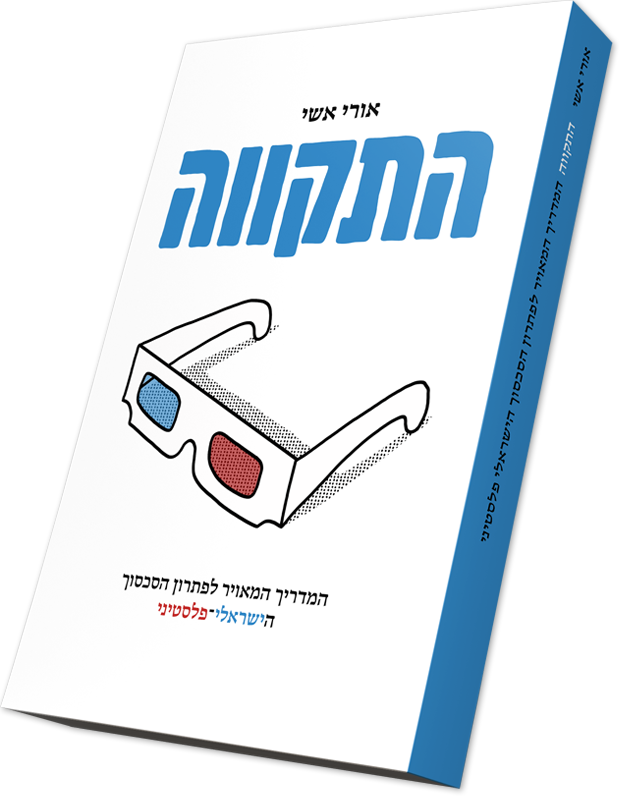 אורי אשי
התקווה
המדריך המאויר לפתרון הסכסוך
הישראלי־פלסטיני
אורי אשי התקווה המדריך המאויר לפתרון הסכסוך הישראלי פלסטיני